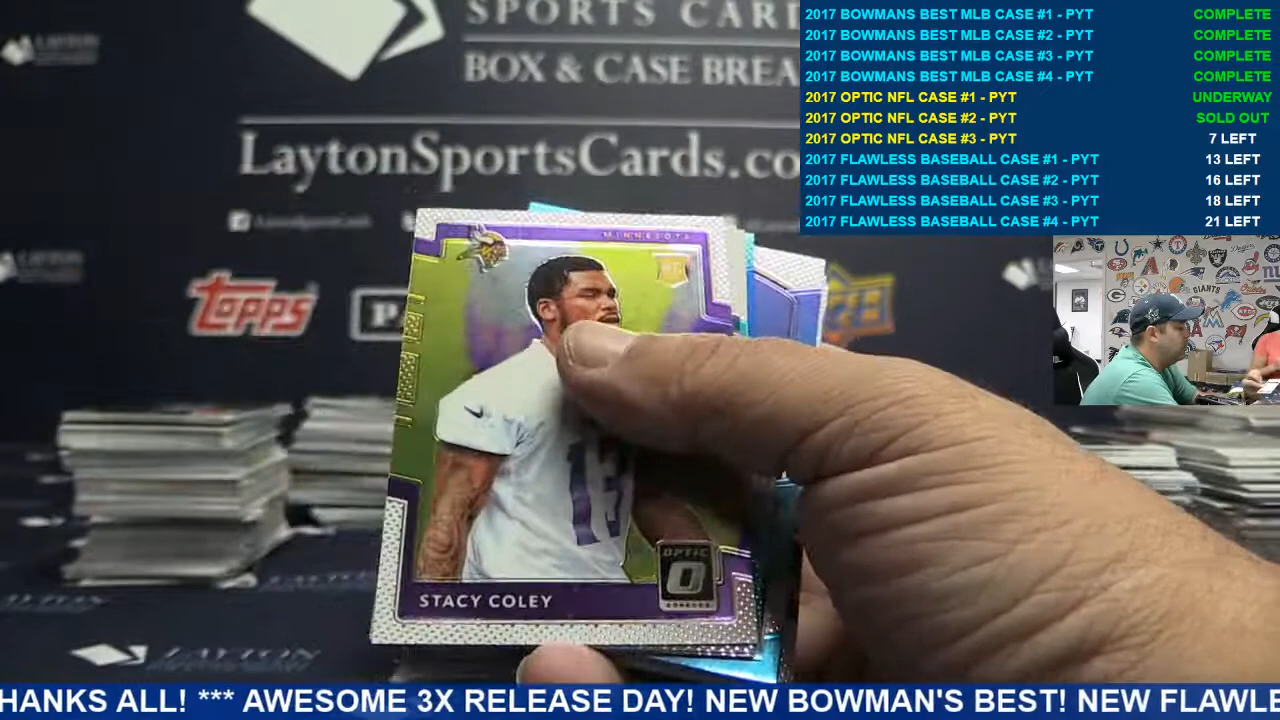 SPORTS CAR
BOX & CASE BREA
LaytonSportsCards.co
2017 BOWMANS BEST MLB CASE #1 - PYT COMPLETE
2017 BOWMANS BEST MLB CASE #2 - PYT COMPLETE
2017 BOWMANS BEST MLB CASE #3 - PYT COMPLETE
2017 BOWMANS BEST MLB CASE #4 - PYT COMPLETE
2017 OPTIC NFL CASE #1 - PYT UNDERWAY
2017 OPTIC NFL CASE #2 - PYT SOLD OUT
2017 OPTIC NFL CASE #3 - PYT 7 LEFT
2017 FLAWLESS BASEBALL CASE #1 - PYT 13 LEFT
2017 FLAWLESS BASEBALL CASE #2 - PYT 16 LEFT
2017 FLAWLESS BASEBALL CASE #3 - PYT 18 LEFT
2017 FLAWLESS BASEBALL CASE #4 - PYT 21 LEFT
MINNESOTA
TOPPS
GIANTS
13
OPTIC
STACY COLEY
LAYTON
HANKS ALL! *** AWESOME 3X RELEASE DAY! NEW BOWMAN'S BEST! NEW FLAWLE